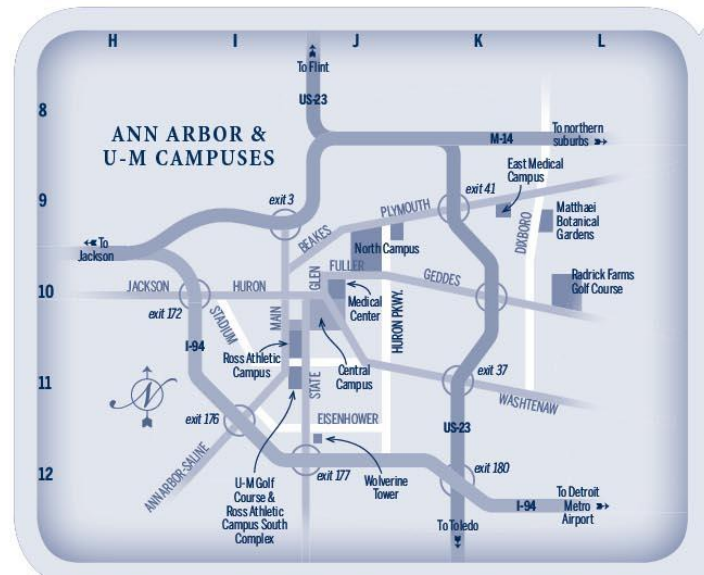 H I J K L
To Flint
8
US-23
ANN ARBOR &
U-M CAMPUSES
M-14
To northern
suburbs
East Medical
Campus
exit 3
exit 41
9
PLYMOUTH
Matthæi
Botanical
Gardens
BEAKES
DIXBORO
To
Jackson
North Campus
FULLER
GLEN
GEDDES
Radrick Farms
Golf Course
10
JACKSON
HURON
Medical
Center
exit 172
STADIUM
MAIN
HURON PKWY.
I-94
Ross Athletic
Campus
Central
Campus
exit 37
11
N
STATE
WASHTENAW
exit 176
EISENHOWER
US-23
ANN ARBOR-SALINE
12
exit 177
Wolverine
Tower
exit 180
U-M Golf
Course &
Ross Athletic
Campus South
Complex
I-94
To Detroit
Metro
Airport
To Toledo